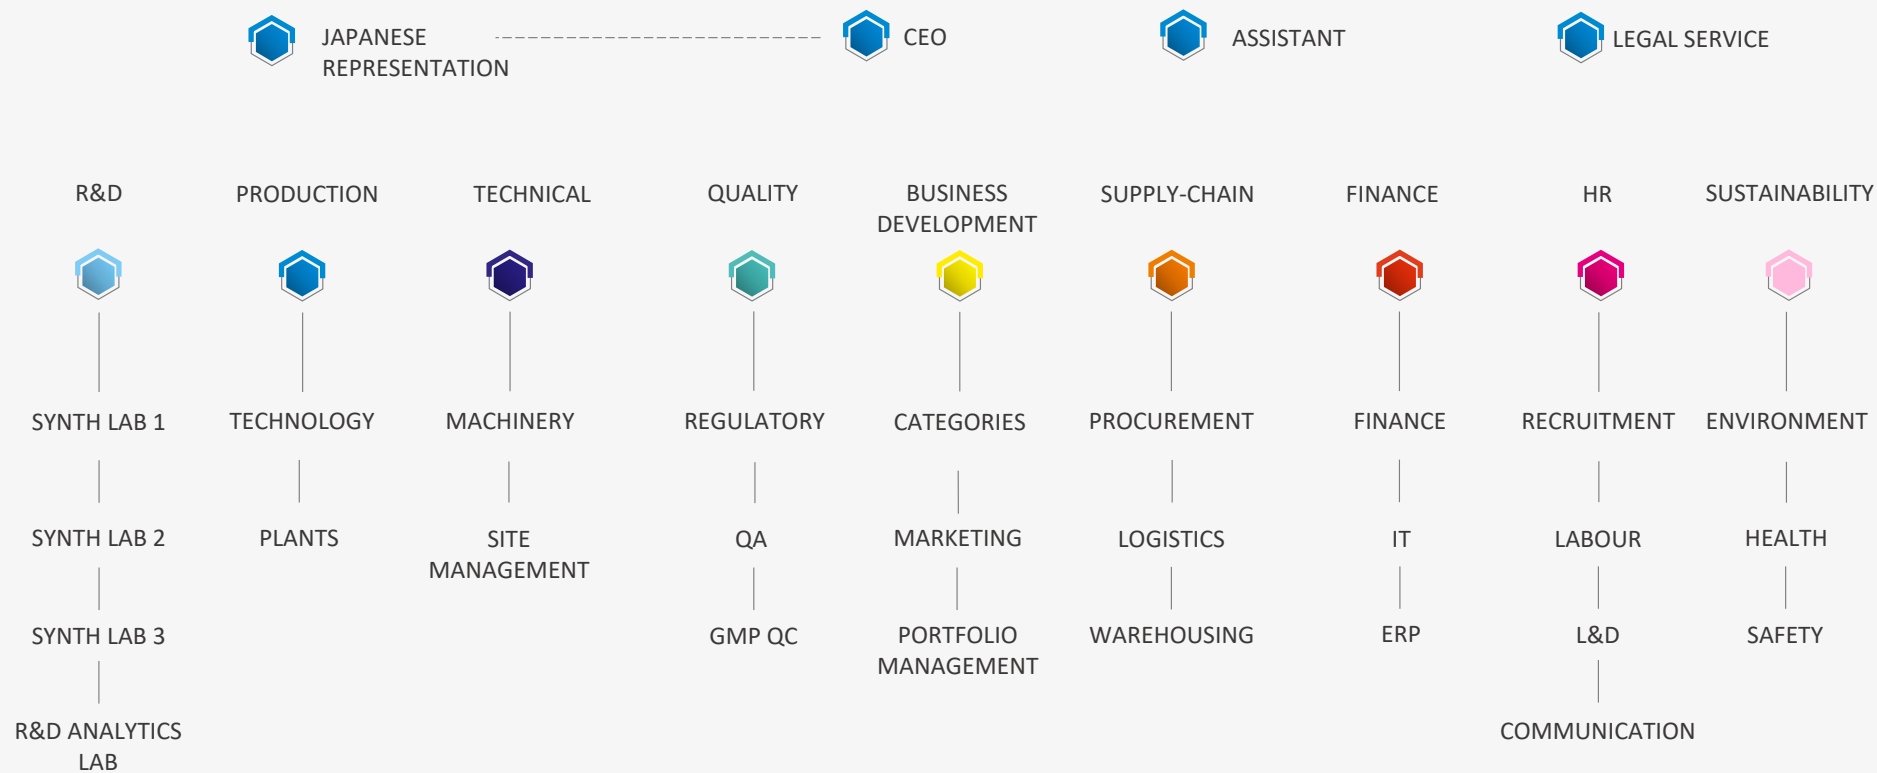 JAPANESE
REPRESENTATION
CEO
ASSISTANT
LEGAL SERVICE
R&D
PRODUCTION
TECHNICAL
QUALITY
BUSINESS
DEVELOPMENT
SUPPLY-CHAIN
FINANCE
HR
SUSTAINABILITY
SYNTH LAB 1
TECHNOLOGY
MACHINERY
REGULATORY
CATEGORIES
PROCUREMENT
FINANCE
RECRUITMENT
ENVIRONMENT
SYNTH LAB 2
PLANTS
SITE
MANAGEMENT
QA
MARKETING
LOGISTICS
IT
LABOUR
HEALTH
SYNTH LAB 3
GMP QC
PORTFOLIO
MANAGEMENT
WAREHOUSING
ERP
L&D
SAFETY
R&D ANALYTICS
LAB
COMMUNICATION